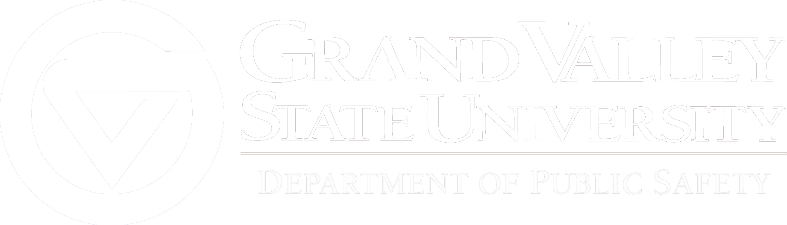 GRAND VALLEY
STATE UNIVERSITY
DEPARTMENT OF PUBLIC SAFETY